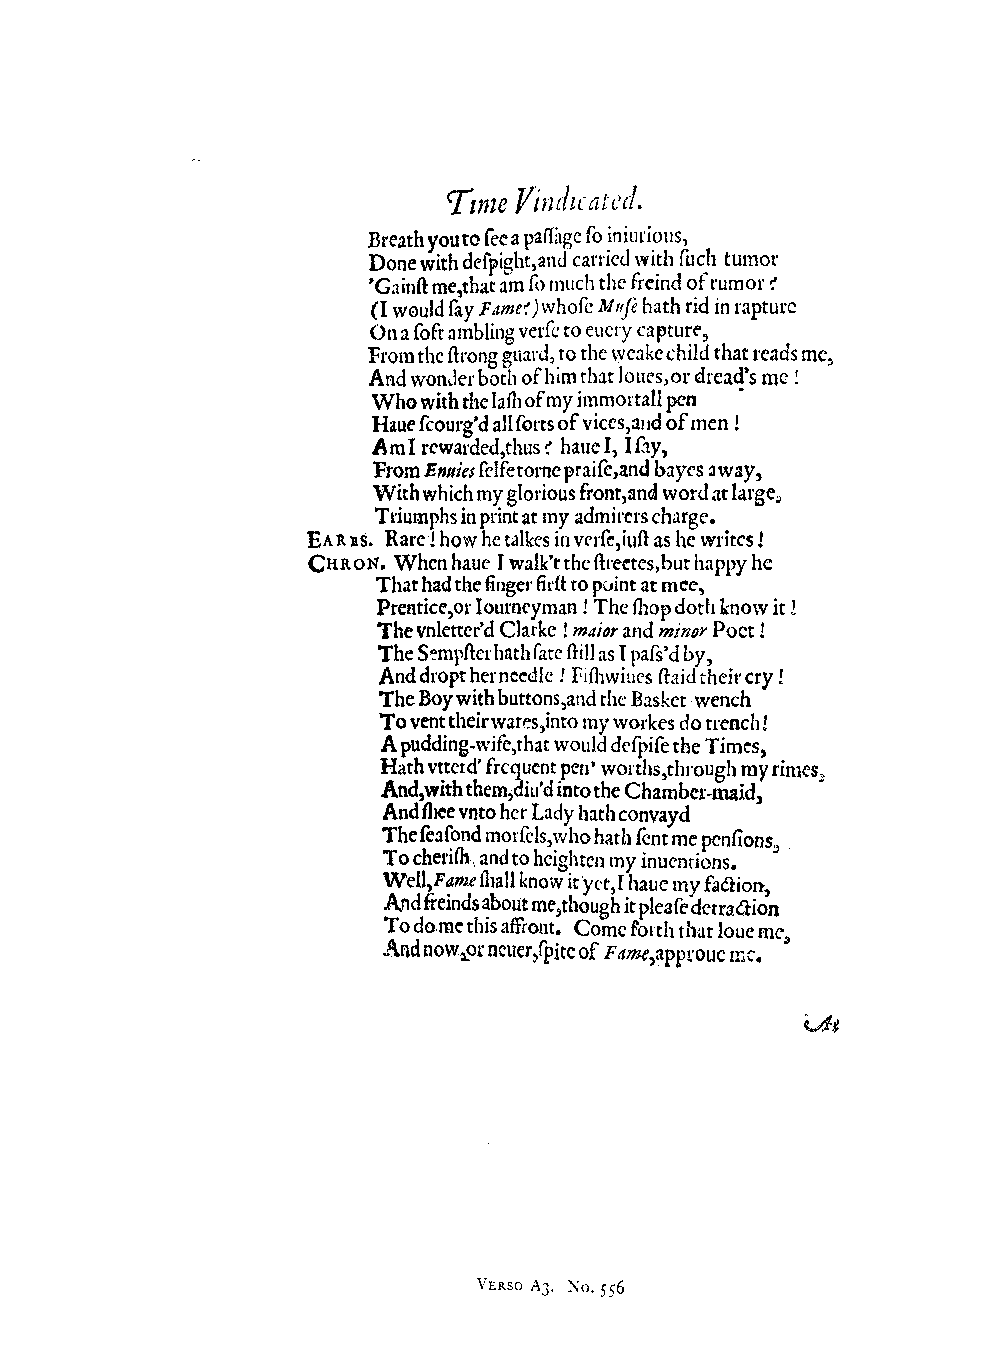 Time Vindicated.
Breath you to ſee a paſſage ſo iniurious,
Done with deſpight, and carried with ſuch tumor
'Gainſt me, that am ſo much the freind of rumor?
(I would ſay Fame?) whoſe Muſe hath rid in rapture
On a ſoft ambling verſe to euery capture,
From the ſtrong guard, to the weake child that reads me,
And wonder both of him that loues, or dread's me!
Who with the laſh of my immortall pen
Haue ſcourg'd all ſorts of vices, and of men!
Am I rewarded, thus? haue I, I ſay,
From Enuies ſelfe torne praiſe, and bayes away,
With which my glorious front, and word at large,
Triumphs in print at my admirers charge.
EARES. Rare! how he talkes in verſe, iuſt as he writes!
CHRON. When haue I walk't the ſtreetes, but happy he
That had the finger firſt to point at mee,
Prentice, or Iourneyman! The ſhop doth know it!
The vnletter'd Clarke! maior and minor Poet!
The Sempſter hath ſate ſtill as I paſs'd by,
And dropt her needle! Fiſhwiues ſtaid their cry!
The Boy with buttons, and the Basket-wench
To vent their wares, into my workes do trench!
A pudding-wife, that would deſpiſe the Times,
Hath vtterd' frequent pen'worths, through my rimes,
And, with them, diu'd into the Chamber-maid,
And ſhee vnto her Lady hath convayd
The ſeaſond morſels, who hath ſent me penſions,
To cheriſh, and to heighten my inuentions.
Well, Fame ſhall know it yet, I haue my faction,
And freinds about me, though it pleaſe detraction
To do me this affront. Come forth that loue me,
And now, or neuer, ſpite of Fame, approue me.
At
VERSO A3. No. 556